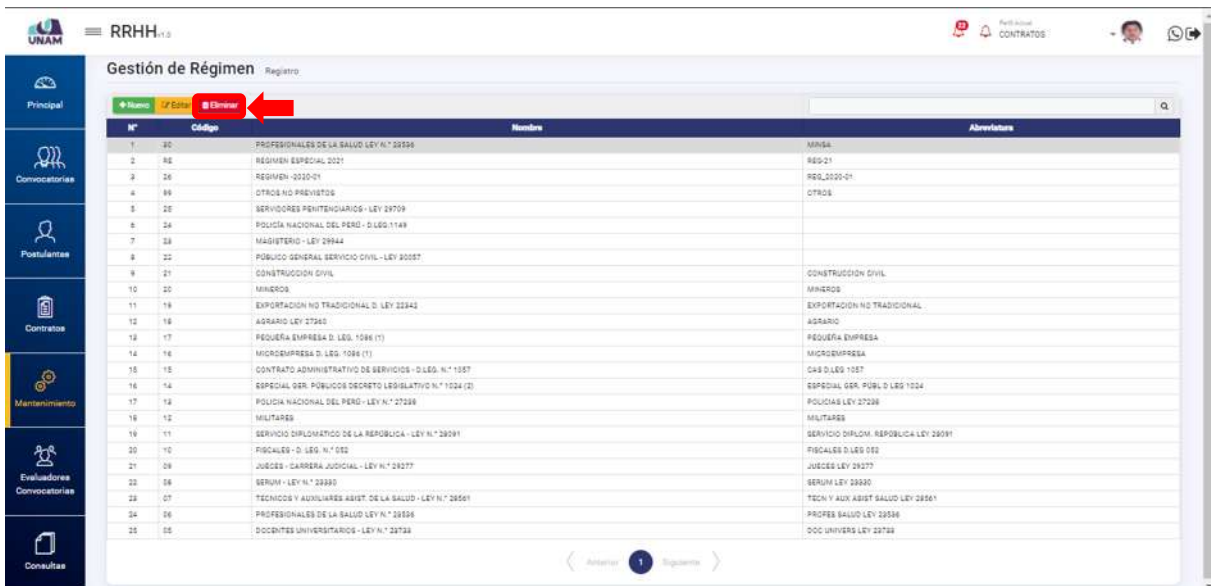 UNAM
RRHH v1.0
23
Perfil Actual
CONTRATOS
Gestión de Régimen Registro
Nuevo Editar Eliminar
Principal
Convocatorias
Postulantes
Contratos
Mantenimiento
Evaluadores
Convocatorias
Consultas
N° Código Nombre Abreviatura
1 30 PROFESIONALES DE LA SALUD LEY N.° 23536 MINSA
2 RE REGIMEN ESPECIAL 2021 REG-21
3 26 REGIMEN -2020-01 REG_2020-01
4 99 OTROS NO PREVISTOS OTROS
5 25 SERVIDORES PENITENCIARIOS - LEY 29709
6 24 POLICÍA NACIONAL DEL PERÚ - D.LEG.1149
7 23 MAGISTERIO - LEY 29944
8 22 PÚBLICO GENERAL SERVICIO CIVIL - LEY 30057
9 21 CONSTRUCCION CIVIL CONSTRUCCIÓN CIVIL
10 20 MINEROS MINEROS
11 19 EXPORTACION NO TRADICIONAL D. LEY 22342 EXPORTACION NO TRADICIONAL
12 18 AGRARIO LEY 27360 AGRARIO
13 17 PEQUEÑA EMPRESA D. LEG. 1086 (1) PEQUEÑA EMPRESA
14 16 MICROEMPRESA D. LEG. 1086 (1) MICROEMPRESA
15 15 CONTRATO ADMINISTRATIVO DE SERVICIOS - D.LEG. N.° 1057 CAS D.LEG 1057
16 14 ESPECIAL GER. PÚBLICOS DECRETO LEGISLATIVO N.° 1024 (2) ESPECIAL GER. PÚBL D LEG 1024
17 13 POLICIA NACIONAL DEL PERÚ - LEY N.° 27238 POLICIAS LEY 27238
18 12 MILITARES MILITARES
19 11 SERVICIO DIPLOMÁTICO DE LA REPÚBLICA - LEY N.° 28091 SERVICIO DIPLOM. REPÚBLICA LEY 28091
20 10 FISCALES - D. LEG. N.° 052 FISCALES D.LEG 052
21 09 JUECES - CARRERA JUDICIAL - LEY N.° 29277 JUECES LEY 29277
22 08 SERUM - LEY N.° 23330 SERUM LEY 23330
23 07 TECNICOS Y AUXILIARES ASIST. DE LA SALUD - LEY N.° 28561 TECN Y AUX ASIST SALUD LEY 28561
24 06 PROFESIONALES DE LA SALUD LEY N.° 23536 PROFES SALUD LEY 23536
25 05 DOCENTES UNIVERSITARIOS - LEY N.° 23733 DOC UNIVERS LEY 23733
Anterior 1 Siguiente